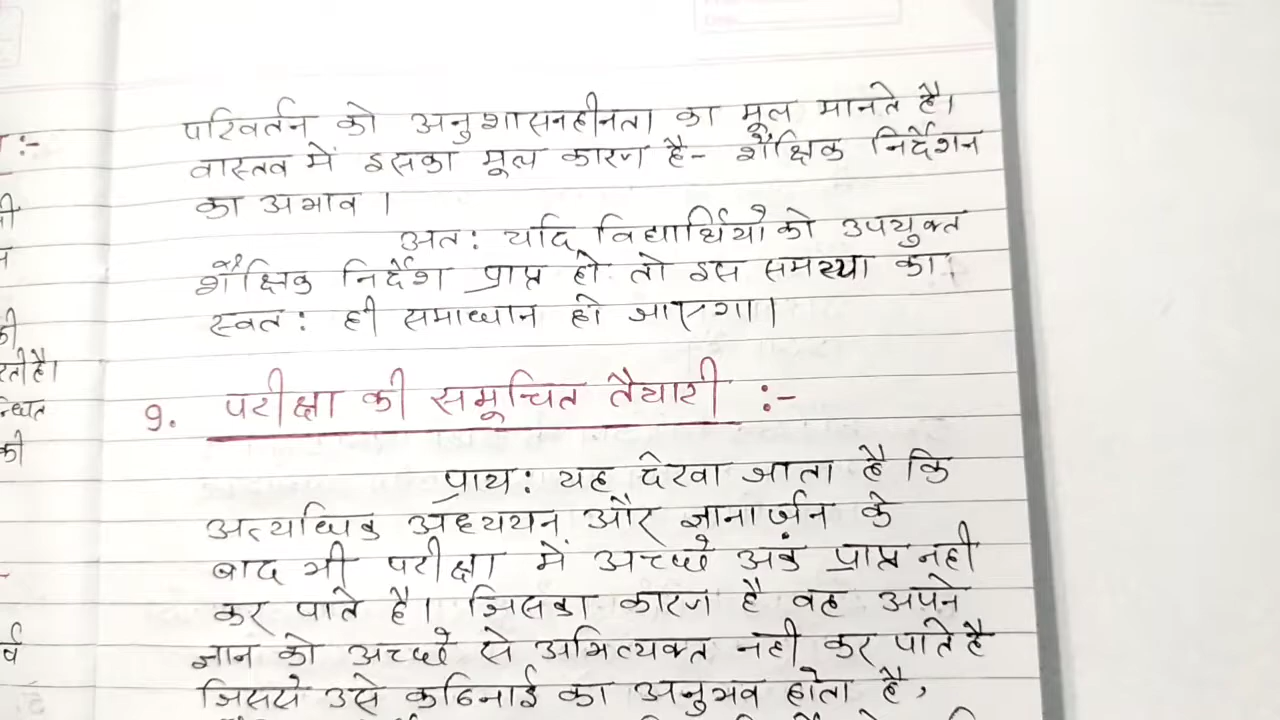 परिवर्तन को अनुशासनहीनता का मूल मानते है।
वास्तव में इसका मूल कारण है- शैक्षिक निर्देशन
का अभाव।
अत: यदि विद्यार्थियो को उपयुक्त
शैक्षिक निर्देश प्राप्त हो तो इस समस्या का
स्वत: ही समाधान हो जाएगा।
9. परीक्षा की समूचित तैयारी :-
प्राय: यह देखा जाता है कि
अत्यधिक अध्ययन और ज्ञानार्जन के
बाद भी परीक्षा में अच्छे अकं प्राप्त नही
कर पाते है। जिसका कारण है वह अपने
ज्ञान को अच्छे से अभिव्यक्त नही कर पाते है
जिससे उसे कठिनाई का अनुभव होता है,